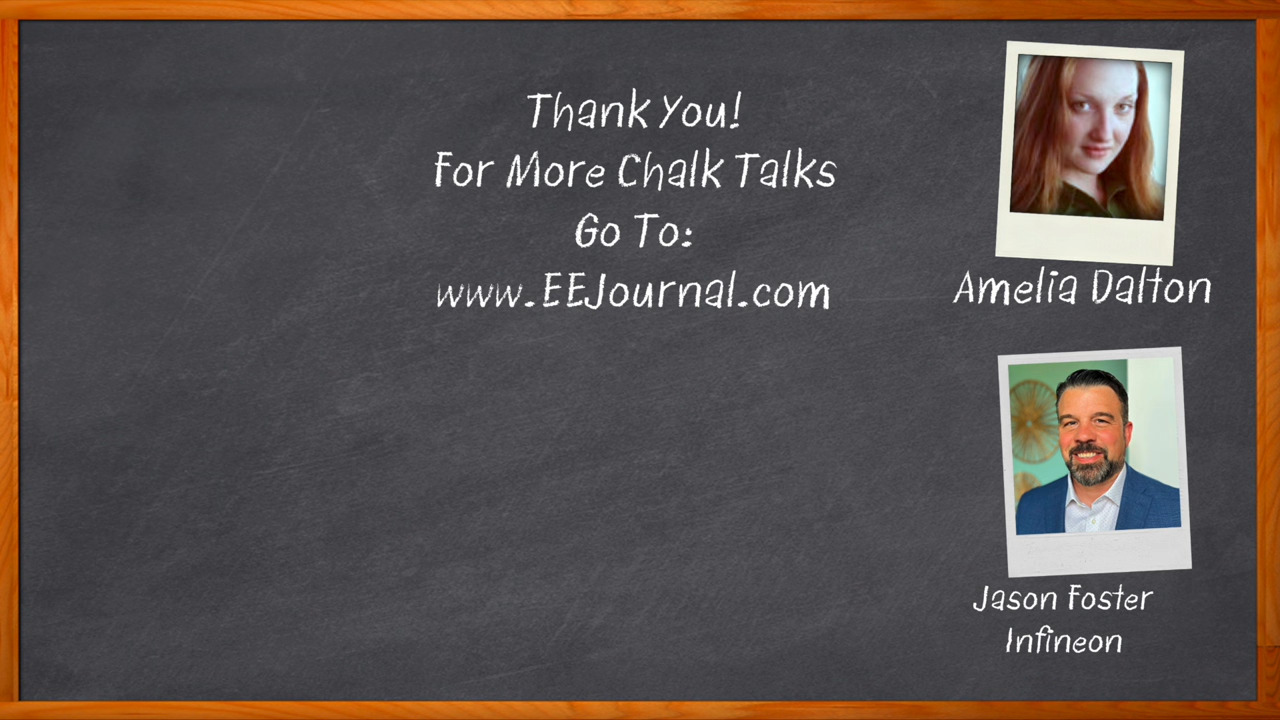 Thank You!
For More Chalk Talks
Go To:
www.EEJournal.com
Amelia Dalton
Jason Foster
Infineon